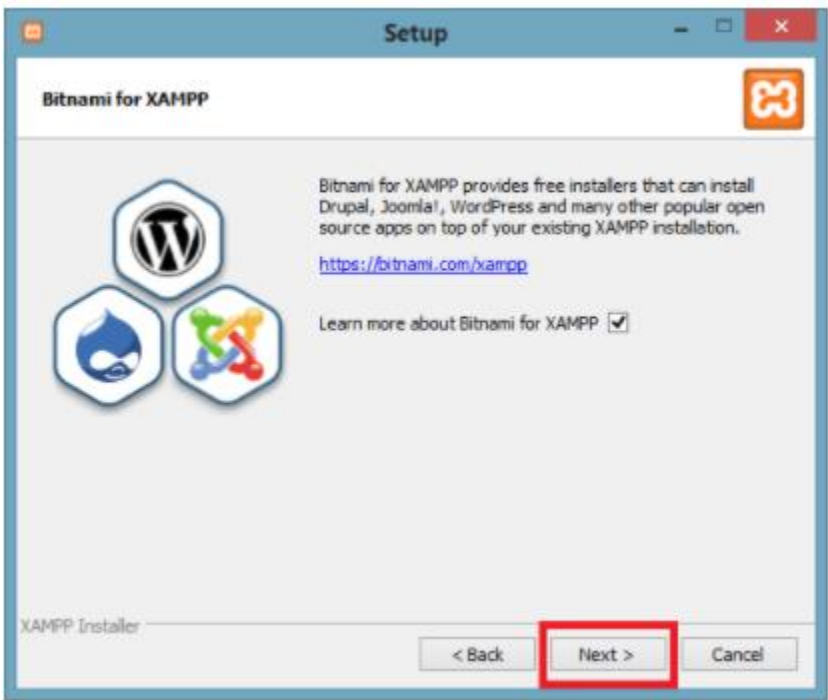 Setup
Bitnami for XAMPP
Bitnami for XAMPP provides free installers that can install
Drupal, Joomla!, WordPress and many other popular open
source apps on top of your existing XAMPP installation.
https://bitnami.com/xampp
Learn more about Bitnami for XAMPP
XAMPP Installer
< Back Next > Cancel